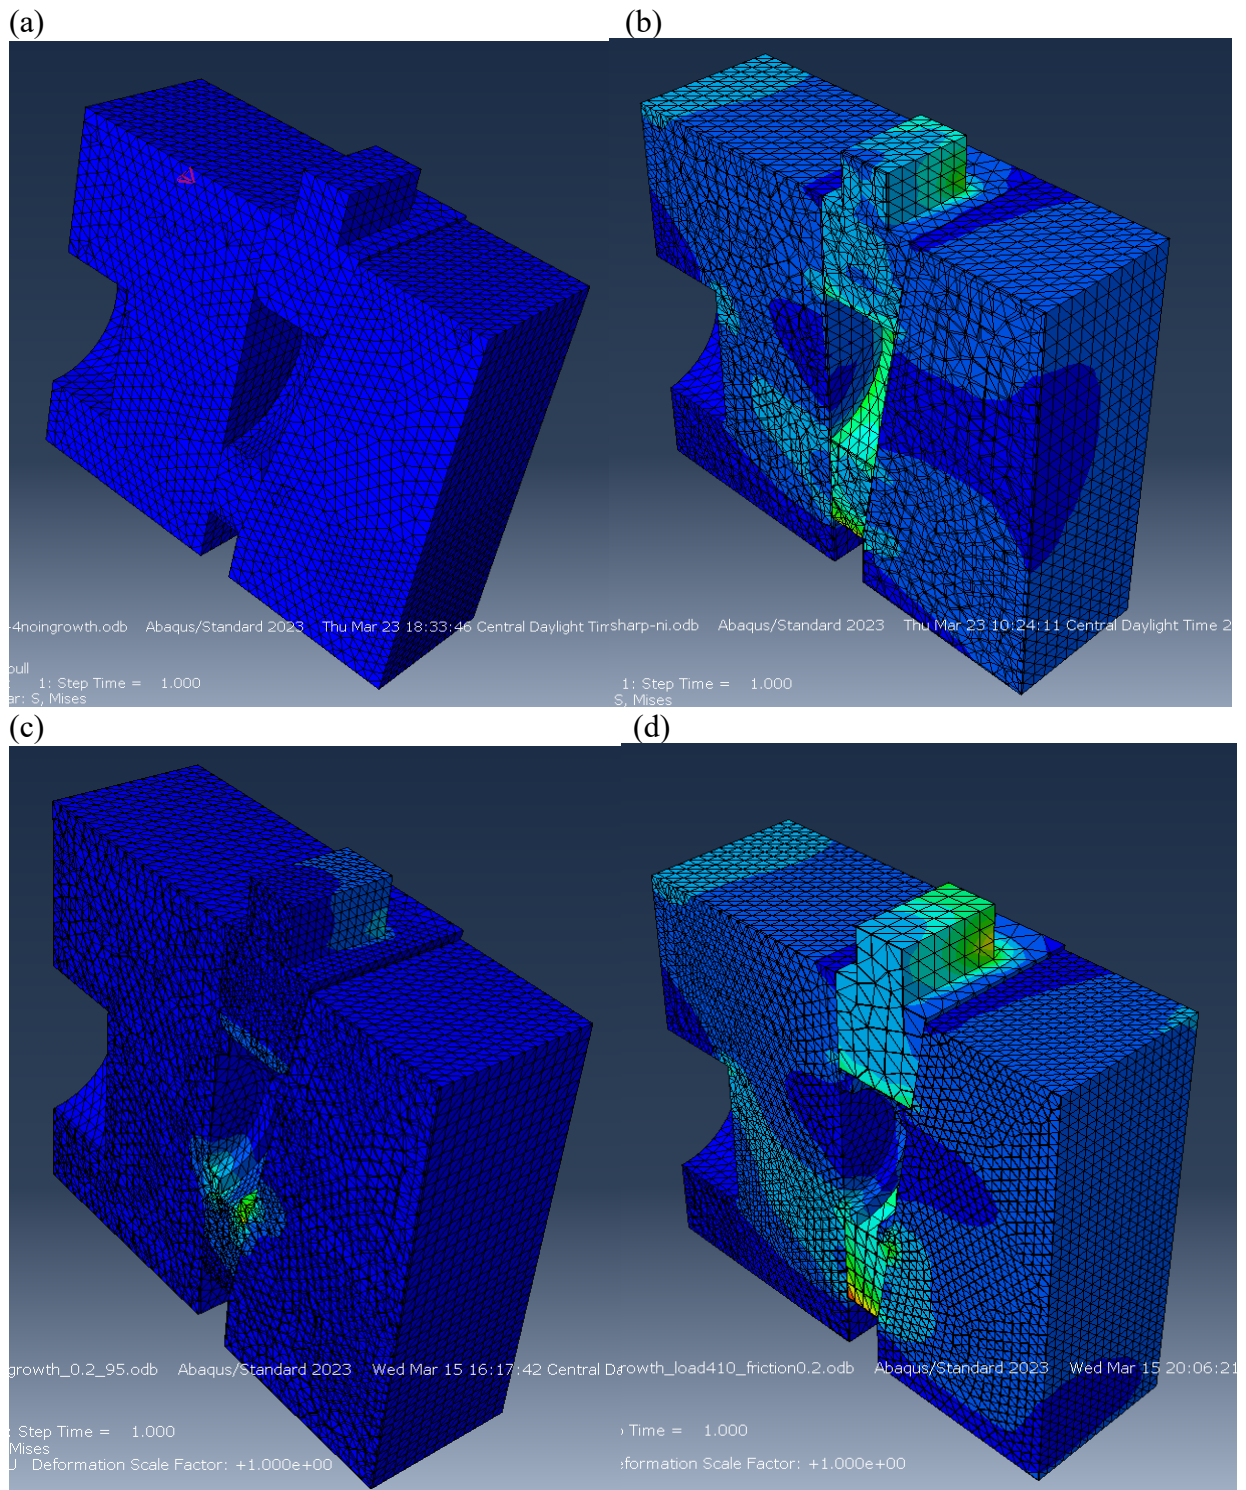 (a)
(b)
-4noingrowth.odb Abaqus/Standard 2023 Thu Mar 23 18:33:46 Central Daylight Tim
1: Step Time = 1.000
ar: S, Mises
sharp-ni.odb Abaqus/Standard 2023 Thu Mar 23 10:24:11 Central Daylight Time 2
1: Step Time = 1.000
S, Mises
(c)
(d)
growth_0.2_95.odb Abaqus/Standard 2023 Wed Mar 15 16:17:42 Central Da
: Step Time = 1.000
Mises
U Deformation Scale Factor: +1.000e+00
rowth_load410_friction0.2.odb Abaqus/Standard 2023 Wed Mar 15 20:06:21
Time = 1.000
eformation Scale Factor: +1.000e+00